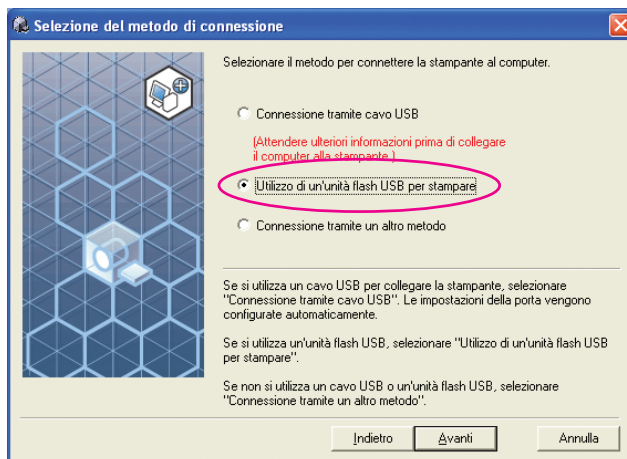 Selezione del metodo di connessione
Selezionare il metodo per connettere la stampante al computer.
Connessione tramite cavo USB
(Attendere ulteriori informazioni prima di collegare
il computer alla stampante.)
Utilizzo di un'unità flash USB per stampare
Connessione tramite un altro metodo
Se si utilizza un cavo USB per collegare la stampante, selezionare
"Connessione tramite cavo USB". Le impostazioni della porta vengono
configurate automaticamente.
Se si utilizza un'unità flash USB, selezionare "Utilizzo di un'unità flash USB
per stampare".
Se non si utilizza un cavo USB o un'unità flash USB, selezionare
"Connessione tramite un altro metodo".
Indietro Avanti Annulla